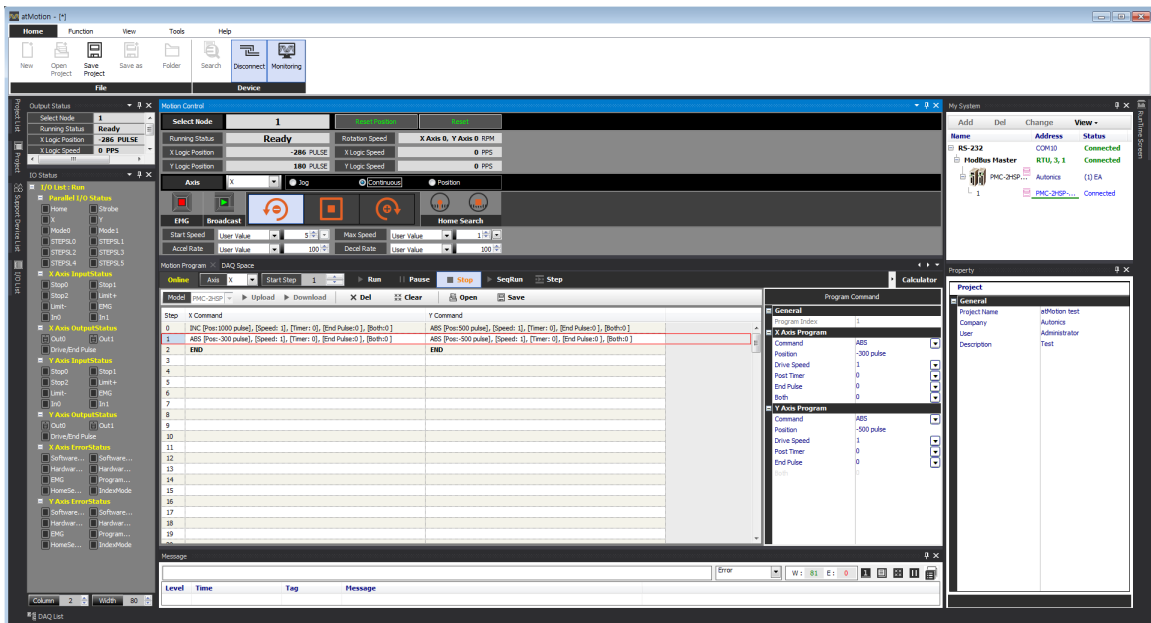 atMotion - [*]
Home Function View Tools Help
New Open Project Save Project Save as Folder Search Disconnect Monitoring
File Device
Project List
Project
Support Device List
I/O List
Output Status
Select Node 1
Running Status Ready
X Logic Position -286 PULSE
X Logic Speed 0 PPS
IO Status
I/O List : Run
Parallel I/O Status
Home Strobe
X Y
Mode0 Mode1
STEPSL0 STEPSL1
STEPSL2 STEPSL3
STEPSL4 STEPSL5
X Axis InputStatus
Stop0 Stop1
Stop2 Limit+
Limit- EMG
In0 In1
X Axis OutputStatus
Out0 Out1
Drive/End Pulse
Y Axis InputStatus
Stop0 Stop1
Stop2 Limit+
Limit- EMG
In0 In1
Y Axis OutputStatus
Out0 Out1
Drive/End Pulse
X Axis ErrorStatus
Software... Software...
Hardwar... Hardwar...
EMG Program...
HomeSe... IndexMode
Y Axis ErrorStatus
Software... Software...
Hardwar... Hardwar...
EMG Program...
HomeSe... IndexMode
Column 2 Width 80
DAQ List
Motion Control
Select Node 1 Reset Position Reset
Running Status Ready Rotation Speed X Axis 0, Y Axis 0 RPM
X Logic Position -286 PULSE X Logic Speed 0 PPS
Y Logic Position 180 PULSE Y Logic Speed 0 PPS
Axis X Jog Continuous Position
EMG Broadcast Home Search
Start Speed User Value 5 Max Speed User Value 1
Accel Rate User Value 100 Decel Rate User Value 100
Motion Program DAQ Space
Online Axis X Start Step 1 Run Pause Stop SeqRun Step Calculator
Model PMC-2HSP Upload Download X Del Clear Open Save
Step X Command Y Command
0 INC [Pos:1000 pulse], [Speed: 1], [Timer: 0], [End Pulse:0 ], [Both:0 ] ABS [Pos:500 pulse], [Speed: 1], [Timer: 0], [End Pulse:0 ], [Both:0 ]
1 ABS [Pos:-300 pulse], [Speed: 1], [Timer: 0], [End Pulse:0 ], [Both:0 ] ABS [Pos:-500 pulse], [Speed: 1], [Timer: 0], [End Pulse:0 ], [Both:0 ]
2 END END
3
4
5
6
7
8
9
10
11
12
13
14
15
16
17
18
19
Program Command
General
Program Index 1
X Axis Program
Command ABS
Position -300 pulse
Drive Speed 1
Post Timer 0
End Pulse 0
Both 0
Y Axis Program
Command ABS
Position -500 pulse
Drive Speed 1
Post Timer 0
End Pulse 0
Message
Error W : 81 E : 0
Level Time Tag Message
My System
Add Del Change View
Name Address Status
RS-232 COM10 Connected
ModBus Master RTU, 3, 1 Connected
PMC-2HSP... Autonics (1) EA
1 PMC-2HSP-... Connected
Property
Project
General
Project Name atMotion test
Company Autonics
User Administrator
Description Test
RunTime Screen